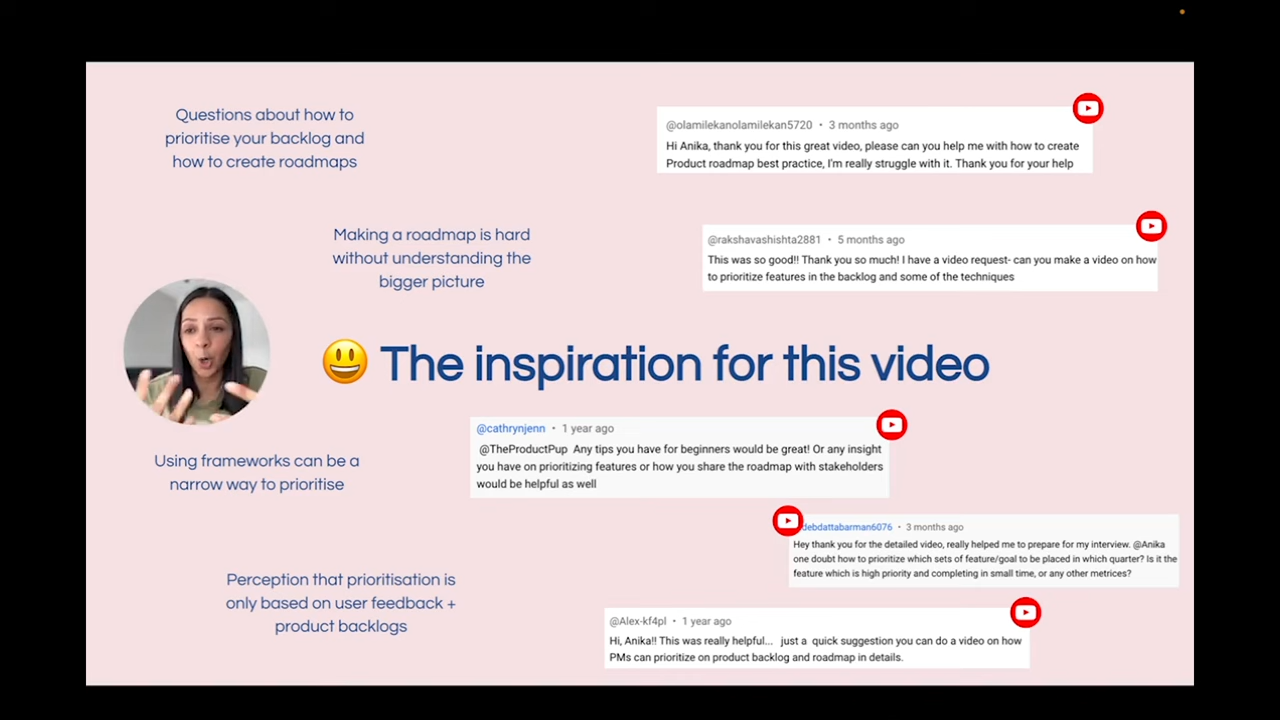 Questions about how to
prioritise your backlog and
how to create roadmaps
@olamilekanolamilekan5720 • 3 months ago
Hi Anika, thank you for this great video, please can you help me with how to create
Product roadmap best practice, I'm really struggle with it. Thank you for your help
Making a roadmap is hard
without understanding the
bigger picture
@rakshavashishta2881 • 5 months ago
This was so good!! Thank you so much! I have a video request- can you make a video on how
to prioritize features in the backlog and some of the techniques
The inspiration for this video
@cathrynjenn • 1 year ago
@TheProductPup Any tips you have for beginners would be great! Or any insight
you have on prioritizing features or how you share the roadmap with stakeholders
would be helpful as well
Using frameworks can be a
narrow way to prioritise
debdattabarman6076 • 3 months ago
Hey thank you for the detailed video, really helped me to prepare for my interview. @Anika
one doubt how to prioritize which sets of feature/goal to be placed in which quarter? Is it the
feature which is high priority and completing in small time, or any other metrices?
Perception that prioritisation is
only based on user feedback +
product backlogs
@Alex-kf4pl • 1 year ago
Hi, Anika!! This was really helpful... just a quick suggestion you can do a video on how
PMs can prioritize on product backlog and roadmap in details.